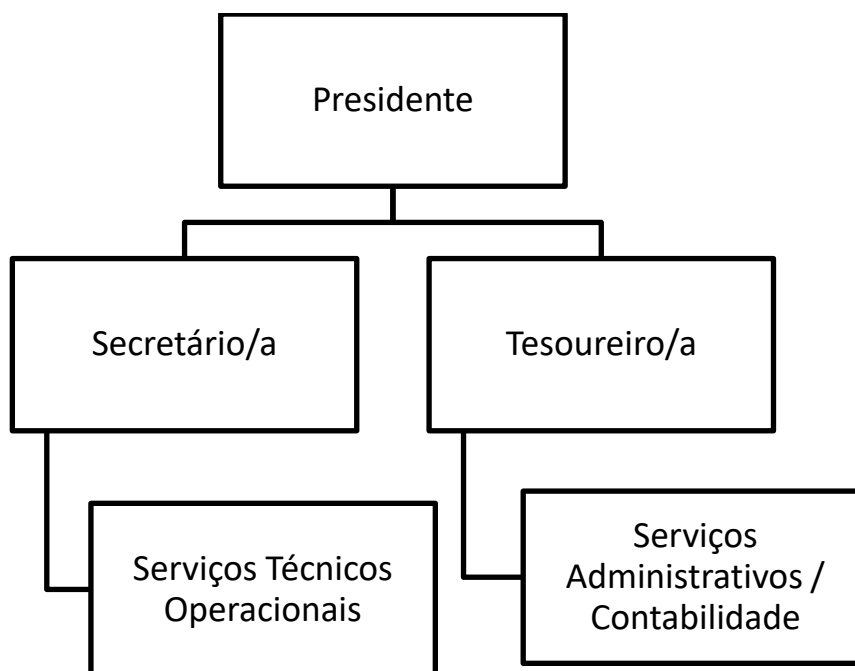 Presidente
Secretário/a
Tesoureiro/a
Serviços Técnicos
Operacionais
Serviços
Administrativos /
Contabilidade